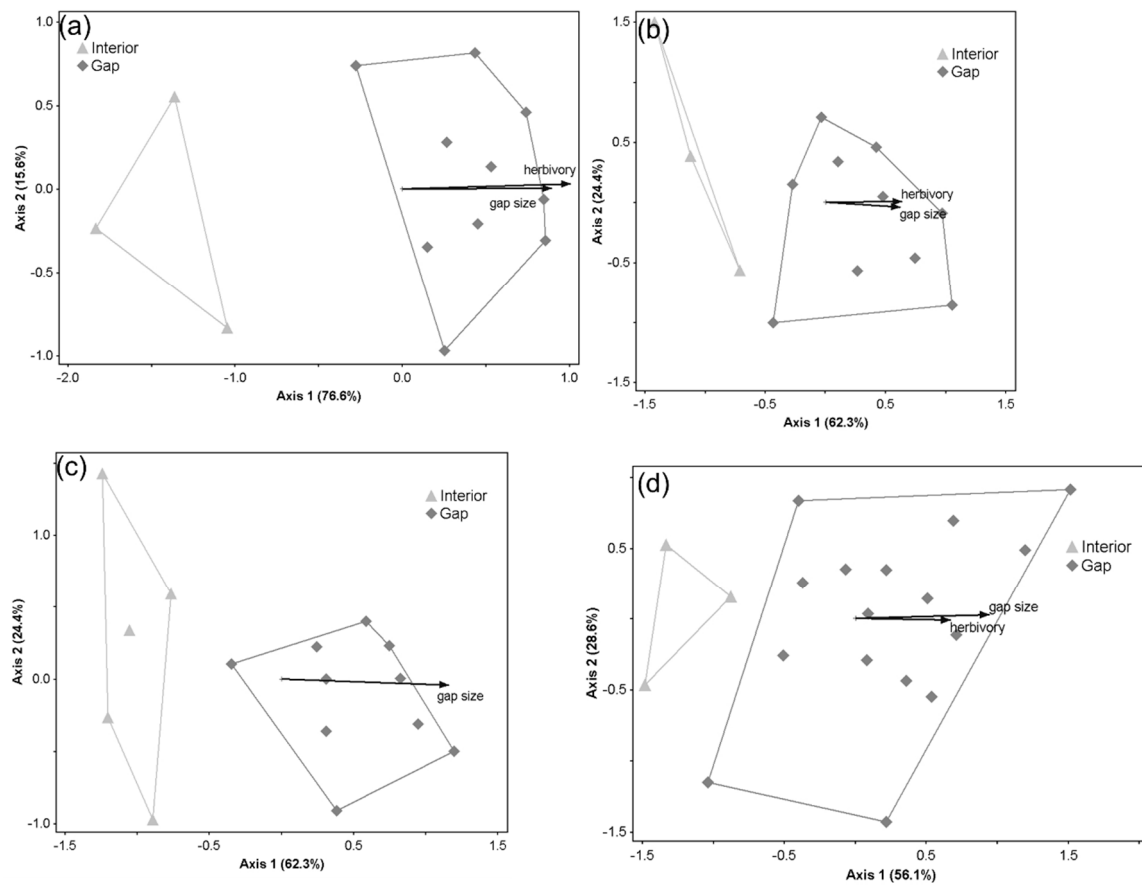 (a)
Interior
Gap
1.0
0.5
0.0
-0.5
-1.0
Axis 2 (15.6%)
herbivory
gap size
-2.0 -1.0 0.0 1.0
Axis 1 (76.6%)
(b)
Interior
Gap
1.5
0.5
-0.5
-1.5
Axis 2 (24.4%)
herbivory
gap size
-1.5 -0.5 0.5 1.5
Axis 1 (62.3%)
(c)
Interior
Gap
1.0
0.0
-1.0
Axis 2 (24.4%)
gap size
-1.5 -0.5 0.5 1.5
Axis 1 (62.3%)
(d)
Interior
Gap
0.5
-0.5
-1.5
Axis 2 (28.6%)
gap size
herbivory
-1.5 -0.5 0.5 1.5
Axis 1 (56.1%)